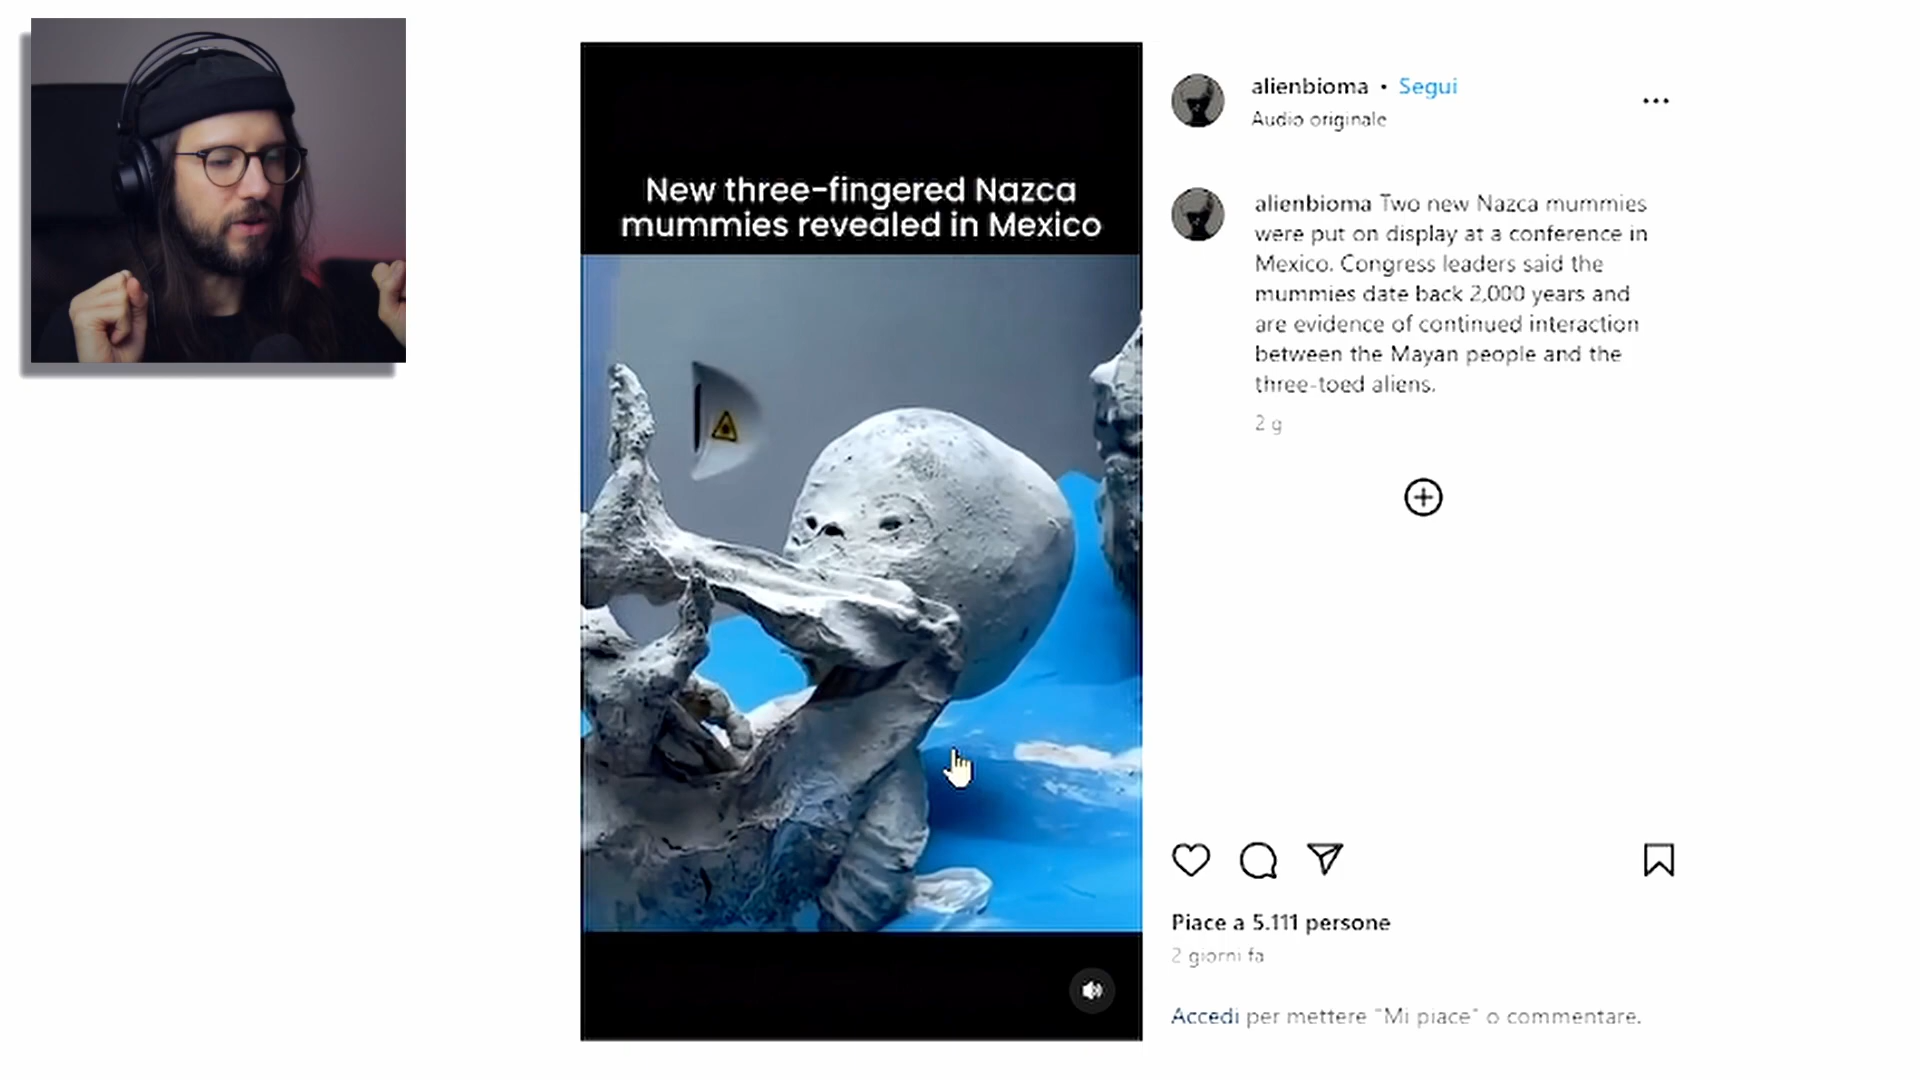 New three-fingered Nazca
mummies revealed in Mexico
alienbioma • Segui
Audio originale
alienbioma Two new Nazca mummies
were put on display at a conference in
Mexico. Congress leaders said the
mummies date back 2,000 years and
are evidence of continued interaction
between the Mayan people and the
three-toed aliens.
2 g
Piace a 5.111 persone
2 giorni fa
Accedi per mettere "Mi piace" o commentare.